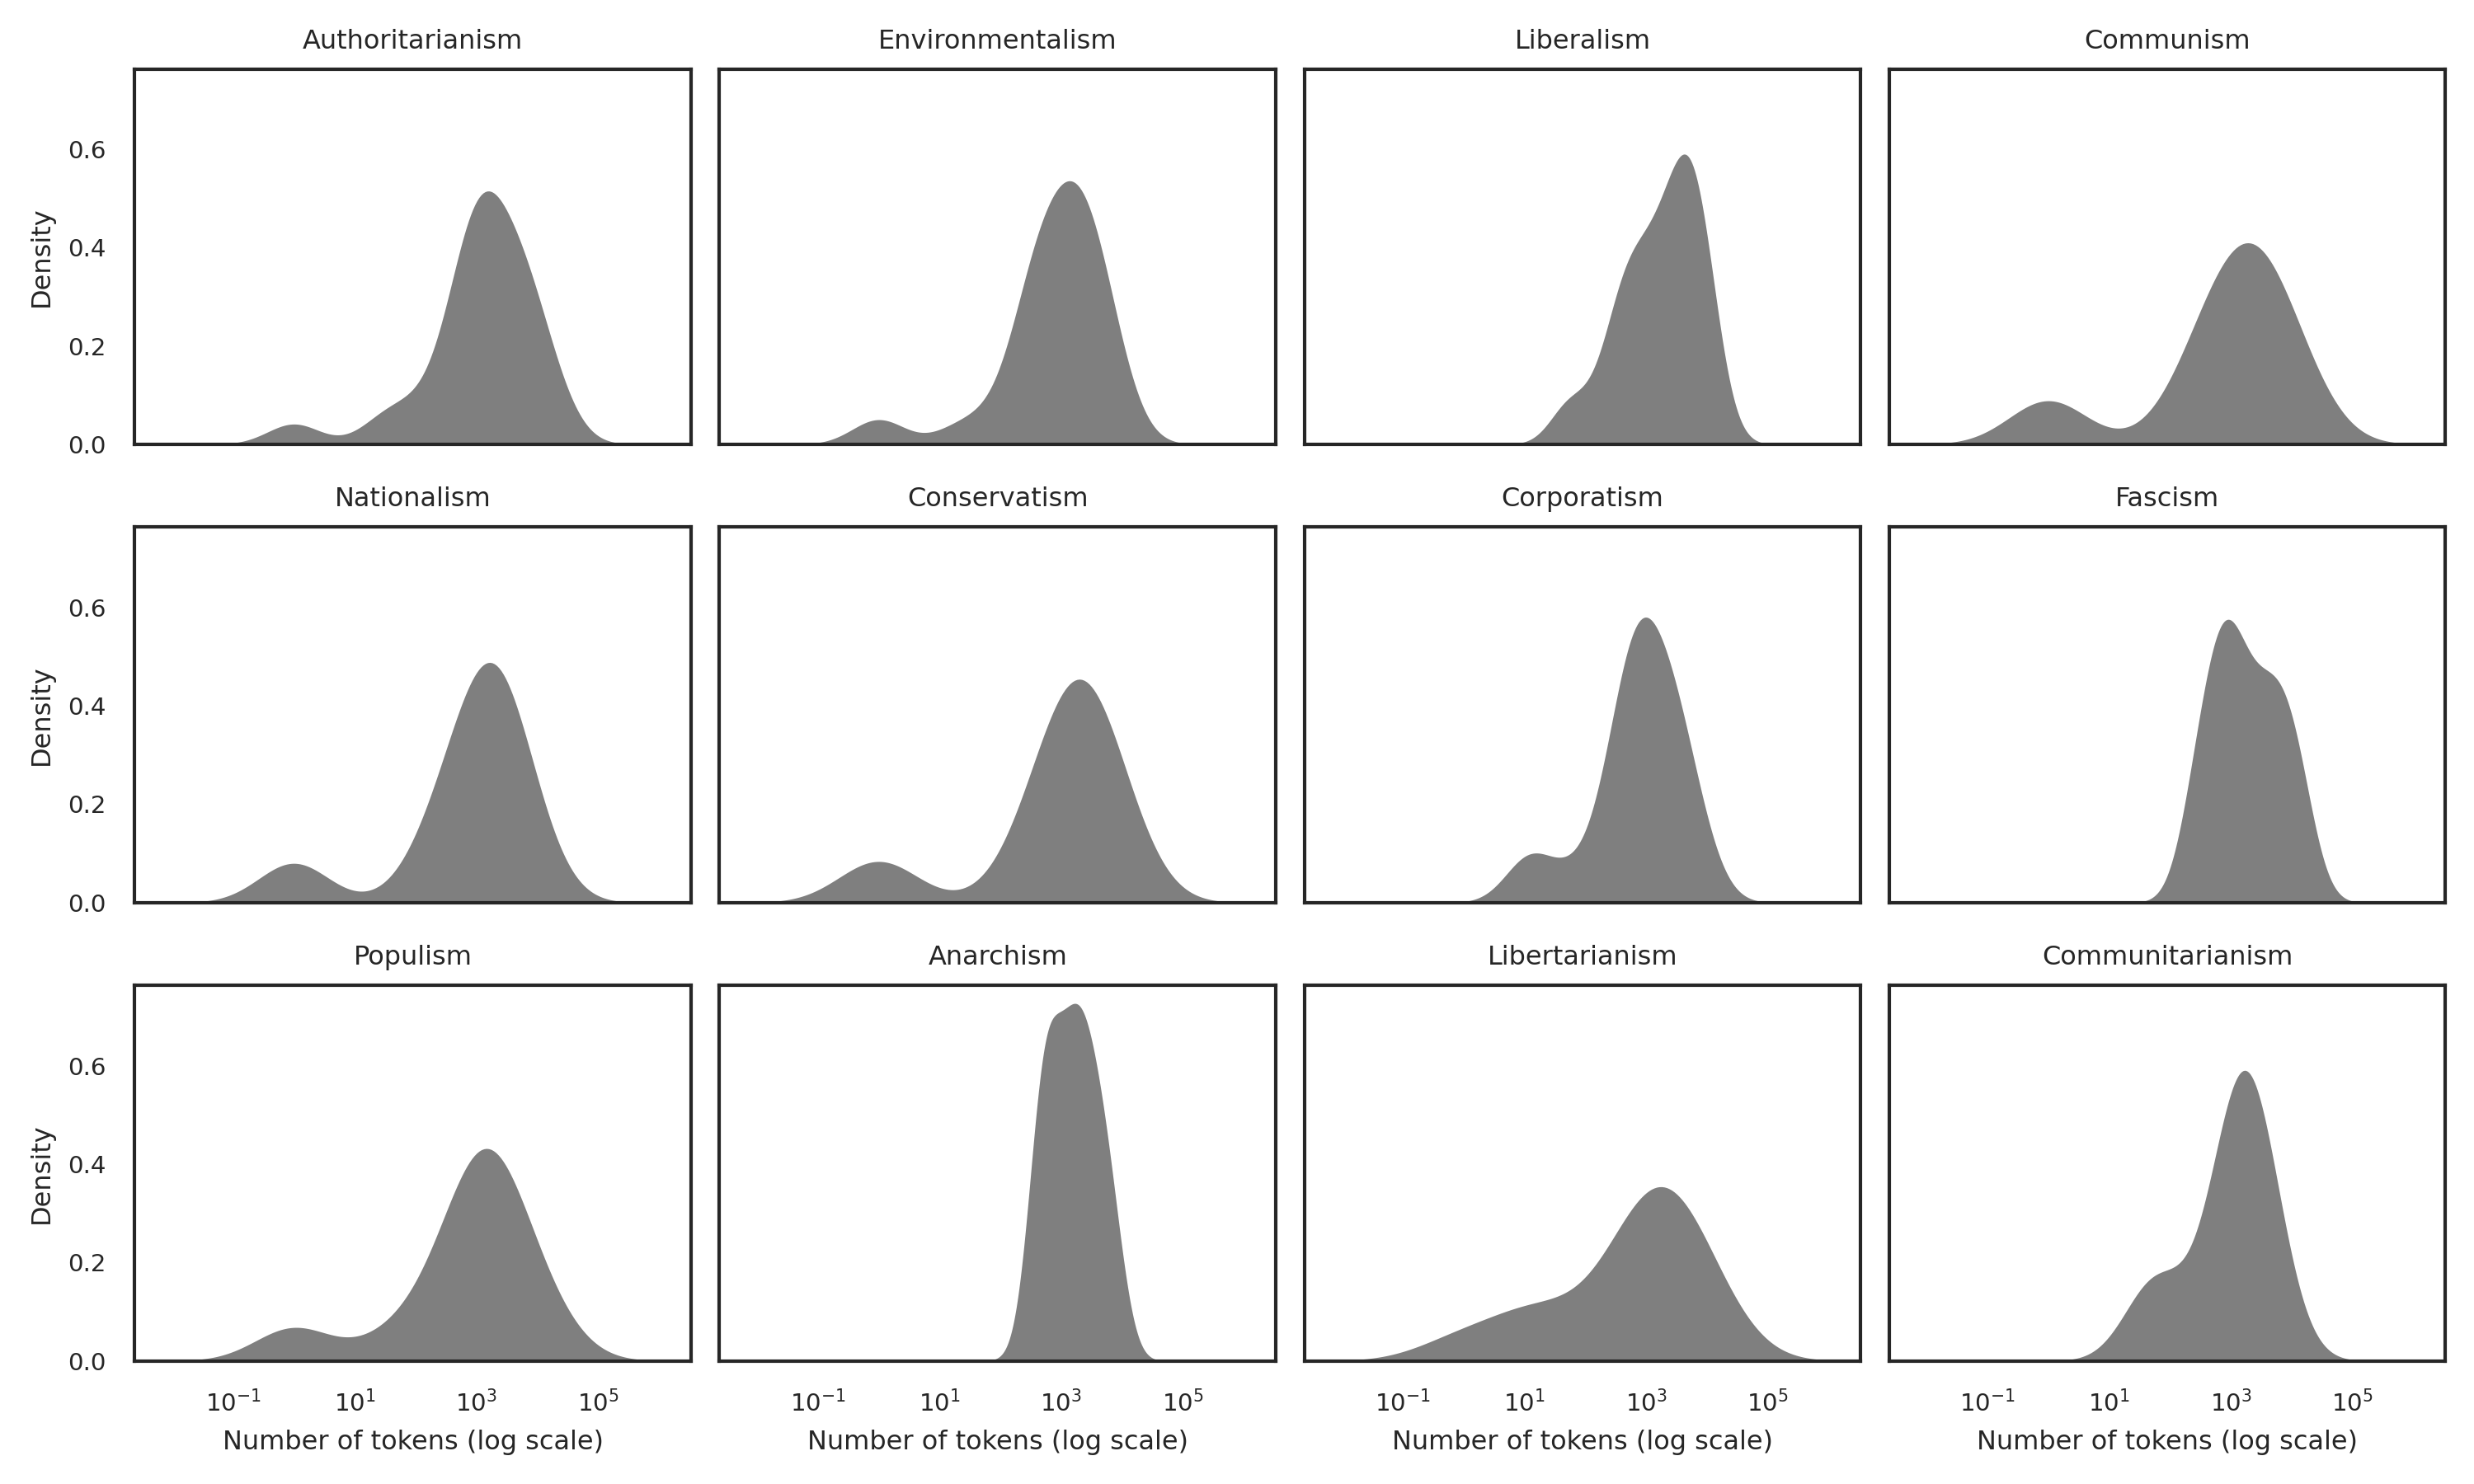 Authoritarianism Environmentalism Liberalism Communism
0.6
0.4
0.2
0.0
Density
Nationalism Conservatism Corporatism Fascism
0.6
0.4
0.2
0.0
Density
Populism Anarchism Libertarianism Communitarianism
0.6
0.4
0.2
0.0
Density
10⁻¹ 10¹ 10³ 10⁵ 10⁻¹ 10¹ 10³ 10⁵ 10⁻¹ 10¹ 10³ 10⁵ 10⁻¹ 10¹ 10³ 10⁵
Number of tokens (log scale) Number of tokens (log scale) Number of tokens (log scale) Number of tokens (log scale)